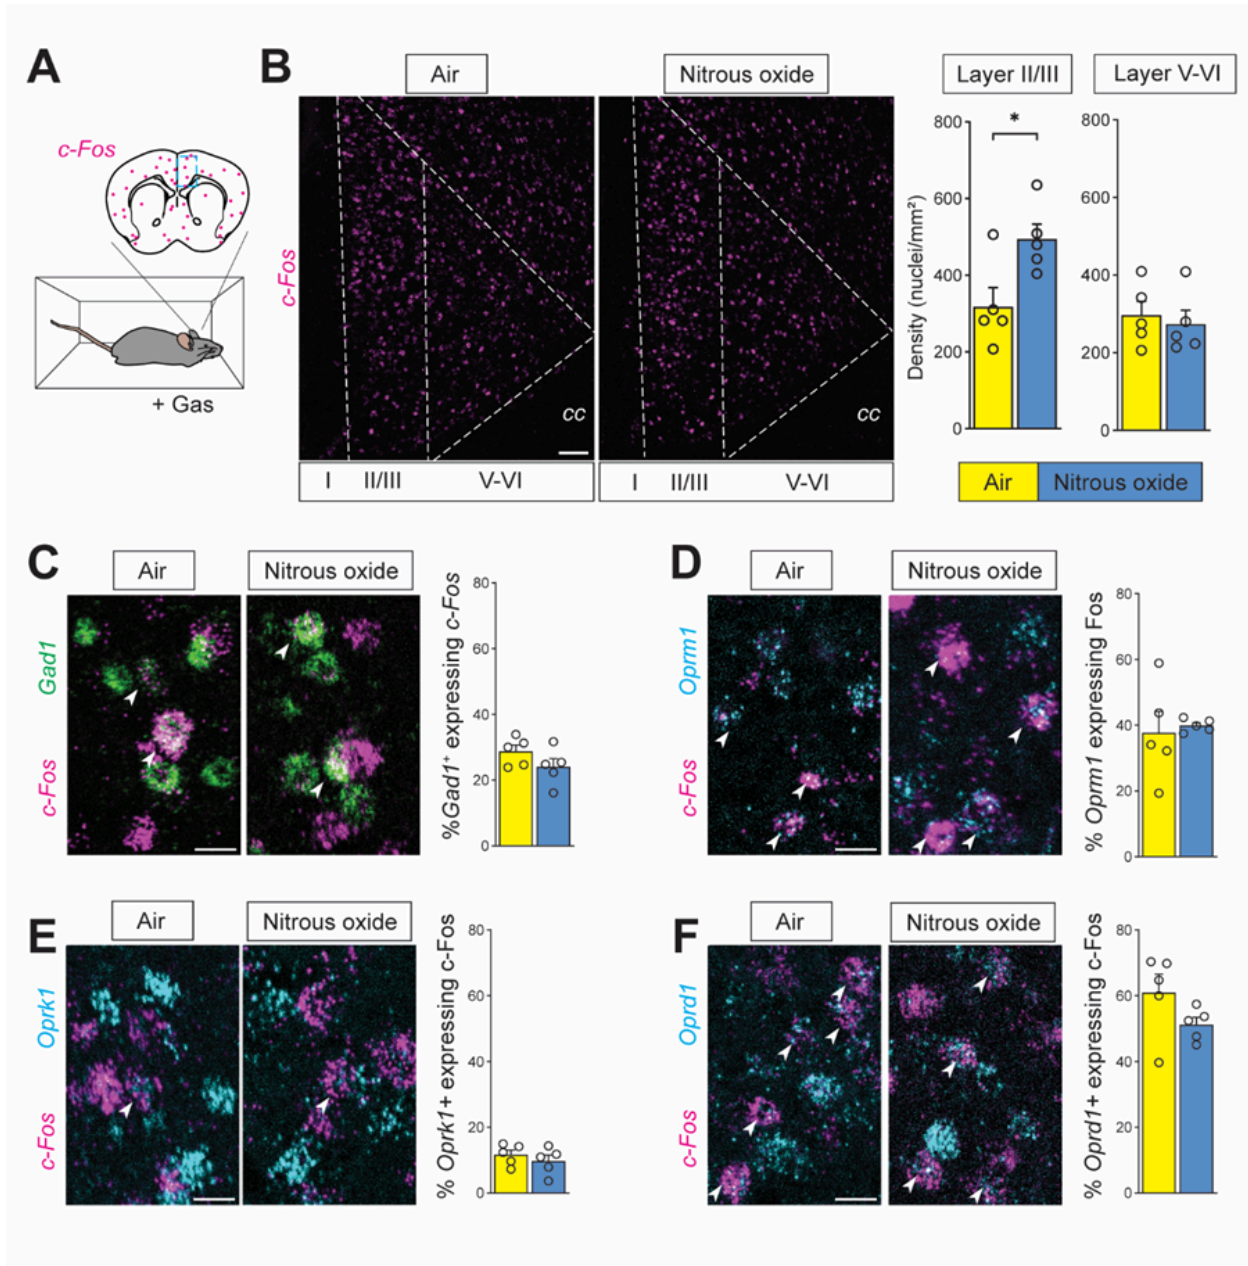 A
c-Fos
+ Gas
B
Air
Nitrous oxide
c-Fos
cc
cc
I II/III V-VI
I II/III V-VI
Layer II/III
Layer V-VI
Density (nuclei/mm²)
800
600
400
200
0
*
800
600
400
200
0
Air
Nitrous oxide
C
Air
Nitrous oxide
Gad1
c-Fos
%Gad1⁺ expressing c-Fos
80
60
40
20
0
D
Air
Nitrous oxide
Oprm1
c-Fos
% Oprm1 expressing Fos
80
60
40
20
0
E
Air
Nitrous oxide
Oprk1
c-Fos
% Oprk1+ expressing c-Fos
80
60
40
20
0
F
Air
Nitrous oxide
Oprd1
c-Fos
% Oprd1+ expressing c-Fos
80
60
40
20
0